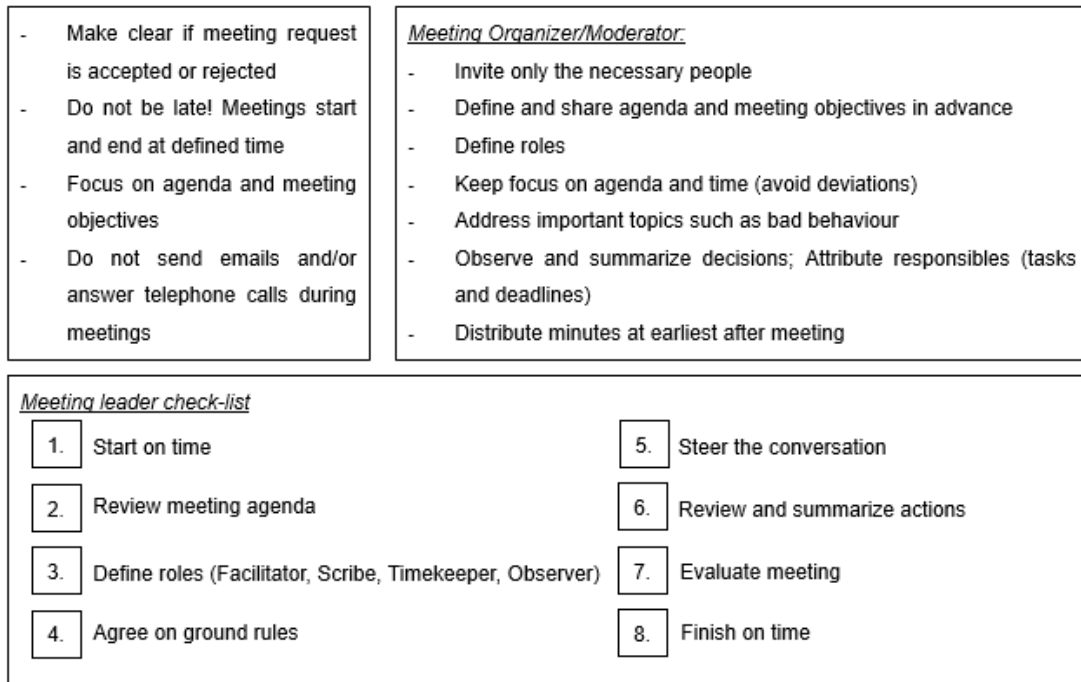 - Make clear if meeting request
is accepted or rejected
- Do not be late! Meetings start
and end at defined time
- Focus on agenda and meeting
objectives
- Do not send emails and/or
answer telephone calls during
meetings
Meeting Organizer/Moderator:
- Invite only the necessary people
- Define and share agenda and meeting objectives in advance
- Define roles
- Keep focus on agenda and time (avoid deviations)
- Address important topics such as bad behaviour
- Observe and summarize decisions; Attribute responsibles (tasks
and deadlines)
- Distribute minutes at earliest after meeting
Meeting leader check-list
1. Start on time
2. Review meeting agenda
3. Define roles (Facilitator, Scribe, Timekeeper, Observer)
4. Agree on ground rules
5. Steer the conversation
6. Review and summarize actions
7. Evaluate meeting
8. Finish on time